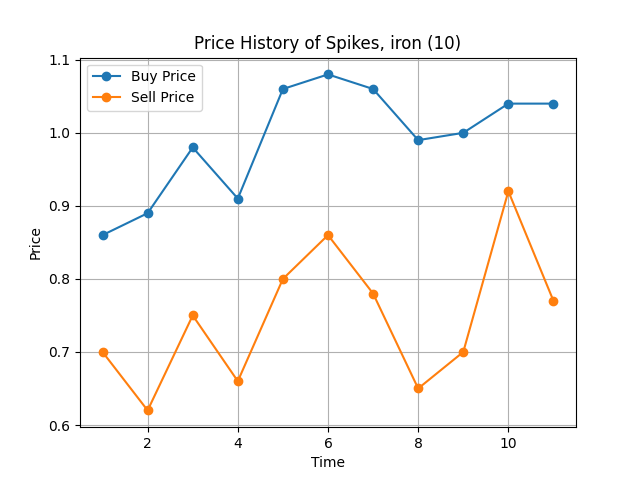 Price History of Spikes, iron (10)
Buy Price
Sell Price
Price
1.1
1.0
0.9
0.8
0.7
0.6
2 4 6 8 10
Time